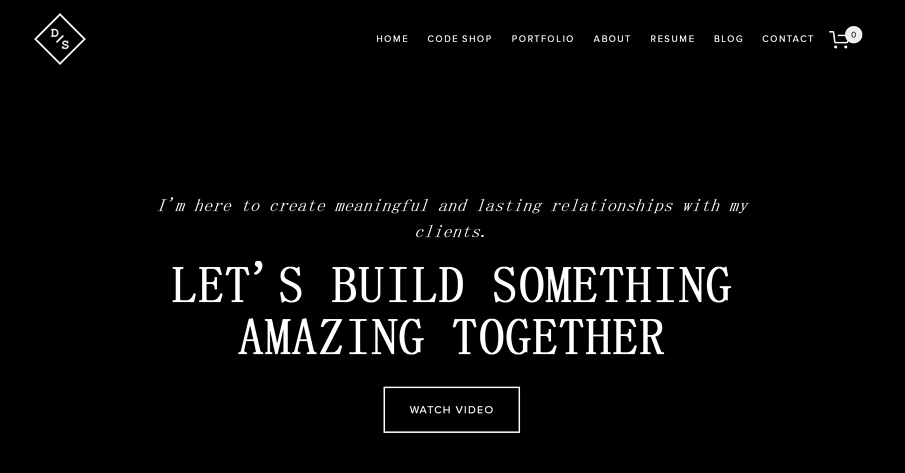 D/S
HOME CODE SHOP PORTFOLIO ABOUT RESUME BLOG CONTACT 0
I'm here to create meaningful and lasting relationships with my
clients.
LET'S BUILD SOMETHING
AMAZING TOGETHER
WATCH VIDEO